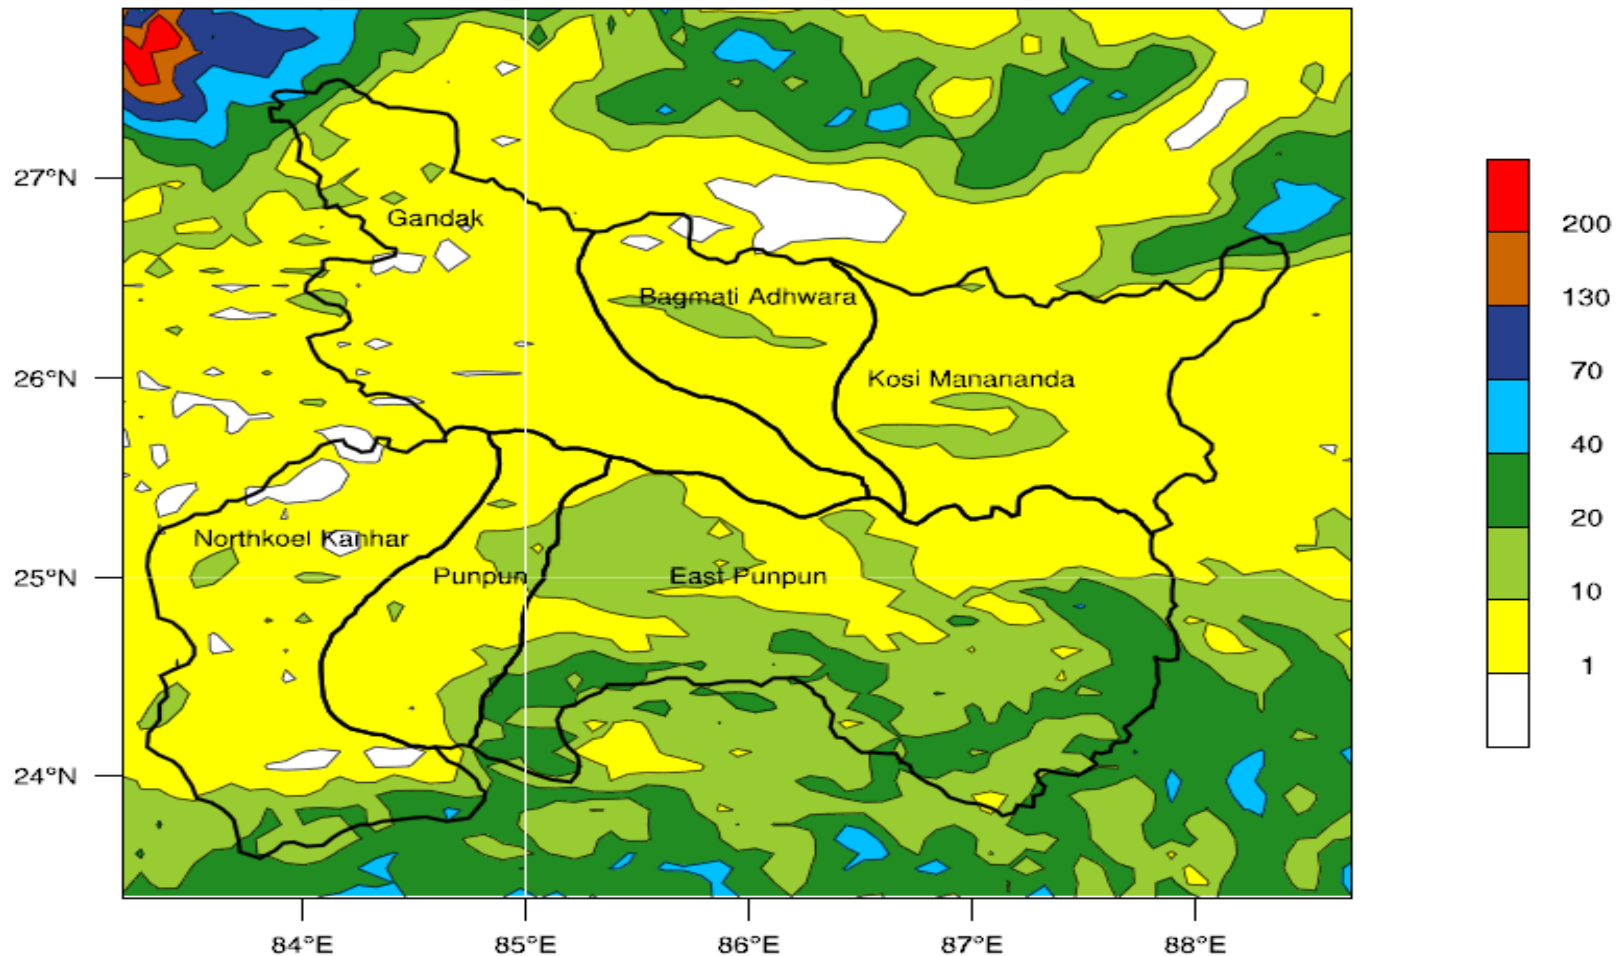 27°N
26°N
25°N
24°N
84°E
85°E
86°E
87°E
88°E
Gandak
Bagmati Adhwara
Kosi Manananda
Northkoel Kanhar
Punpun
East Punpun
200
130
70
40
20
10
1